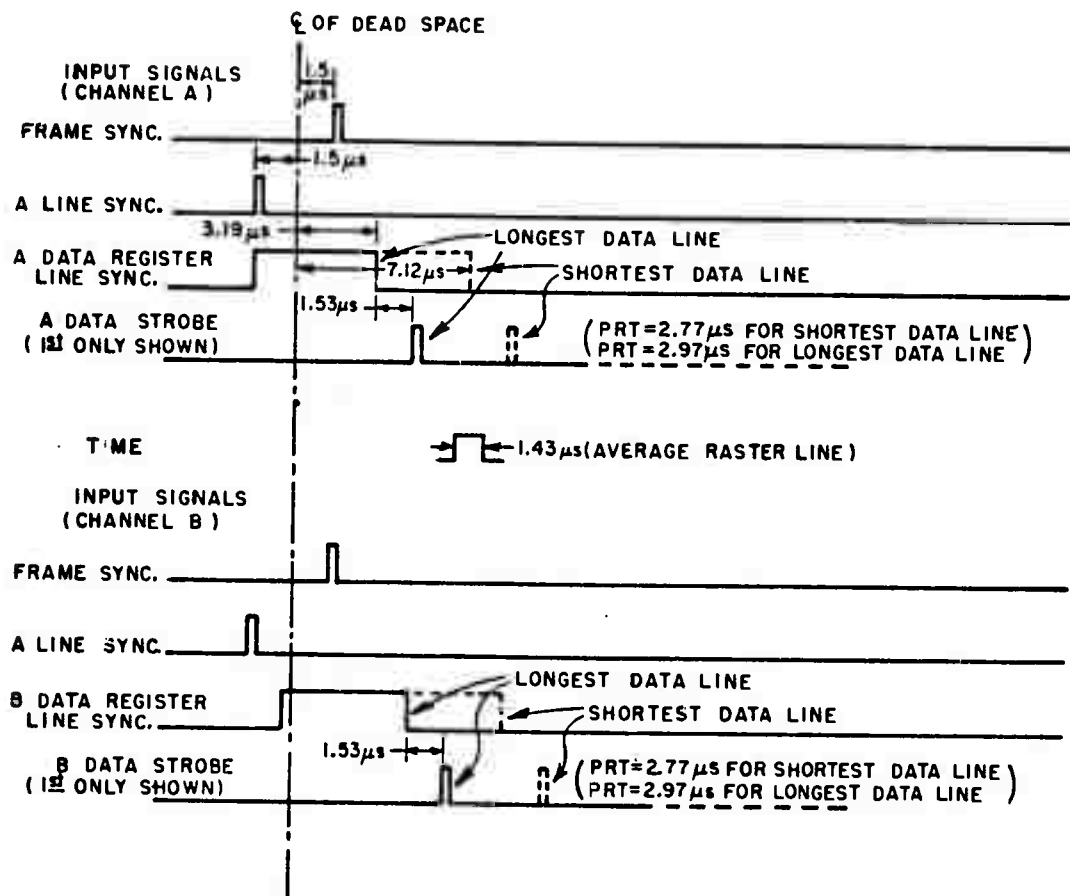 ℄ OF DEAD SPACE
INPUT SIGNALS
(CHANNEL A)
1.5
μs
FRAME SYNC.
1.5μs
A LINE SYNC.
3.19μs
A DATA REGISTER
LINE SYNC.
LONGEST DATA LINE
7.12μs
SHORTEST DATA LINE
1.53μs
A DATA STROBE
(1st ONLY SHOWN)
(PRT=2.77μs FOR SHORTEST DATA LINE
PRT=2.97μs FOR LONGEST DATA LINE)
TIME
1.43μs(AVERAGE RASTER LINE)
INPUT SIGNALS
(CHANNEL B)
FRAME SYNC.
A LINE SYNC.
B DATA REGISTER
LINE SYNC.
LONGEST DATA LINE
SHORTEST DATA LINE
1.53μs
B DATA STROBE
(1st ONLY SHOWN)
(PRT=2.77μs FOR SHORTEST DATA LINE
PRT=2.97μs FOR LONGEST DATA LINE)